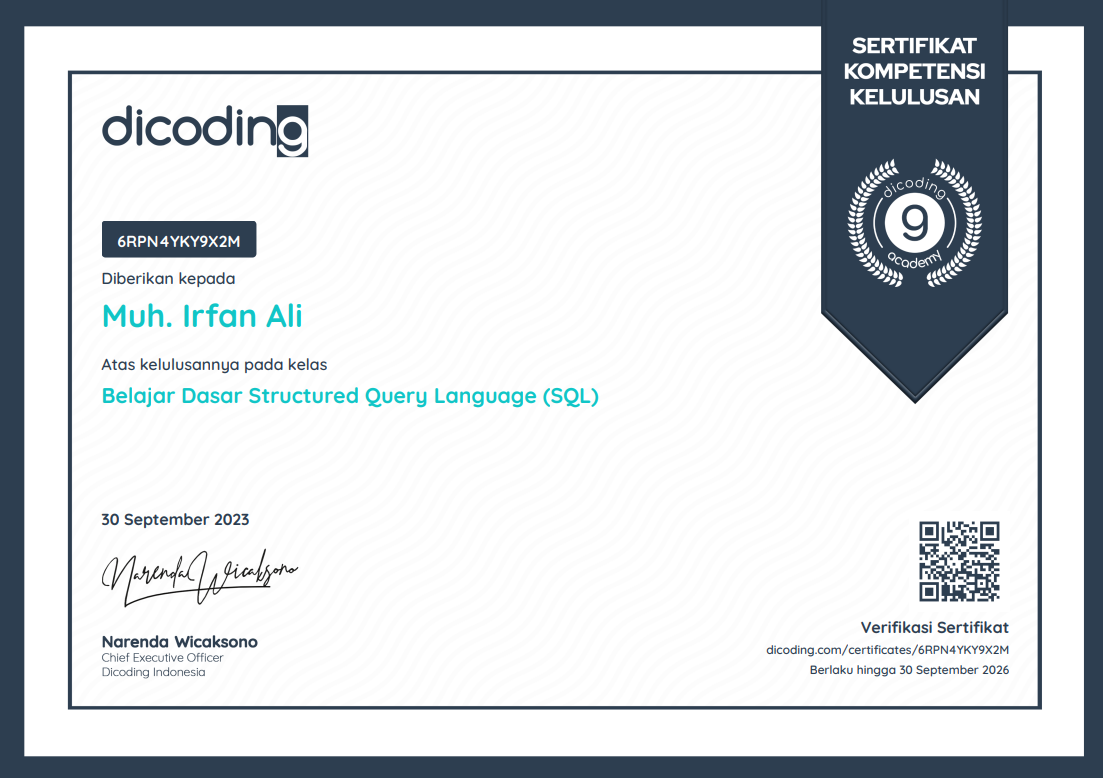 SERTIFIKAT
KOMPETENSI
KELULUSAN
dicoding
dicoding
g
academy
6RPN4YKY9X2M
Diberikan kepada
Muh. Irfan Ali
Atas kelulusannya pada kelas
Belajar Dasar Structured Query Language (SQL)
30 September 2023
Narenda Wicaksono
Narenda Wicaksono
Chief Executive Officer
Dicoding Indonesia
Verifikasi Sertifikat
dicoding.com/certificates/6RPN4YKY9X2M
Berlaku hingga 30 September 2026